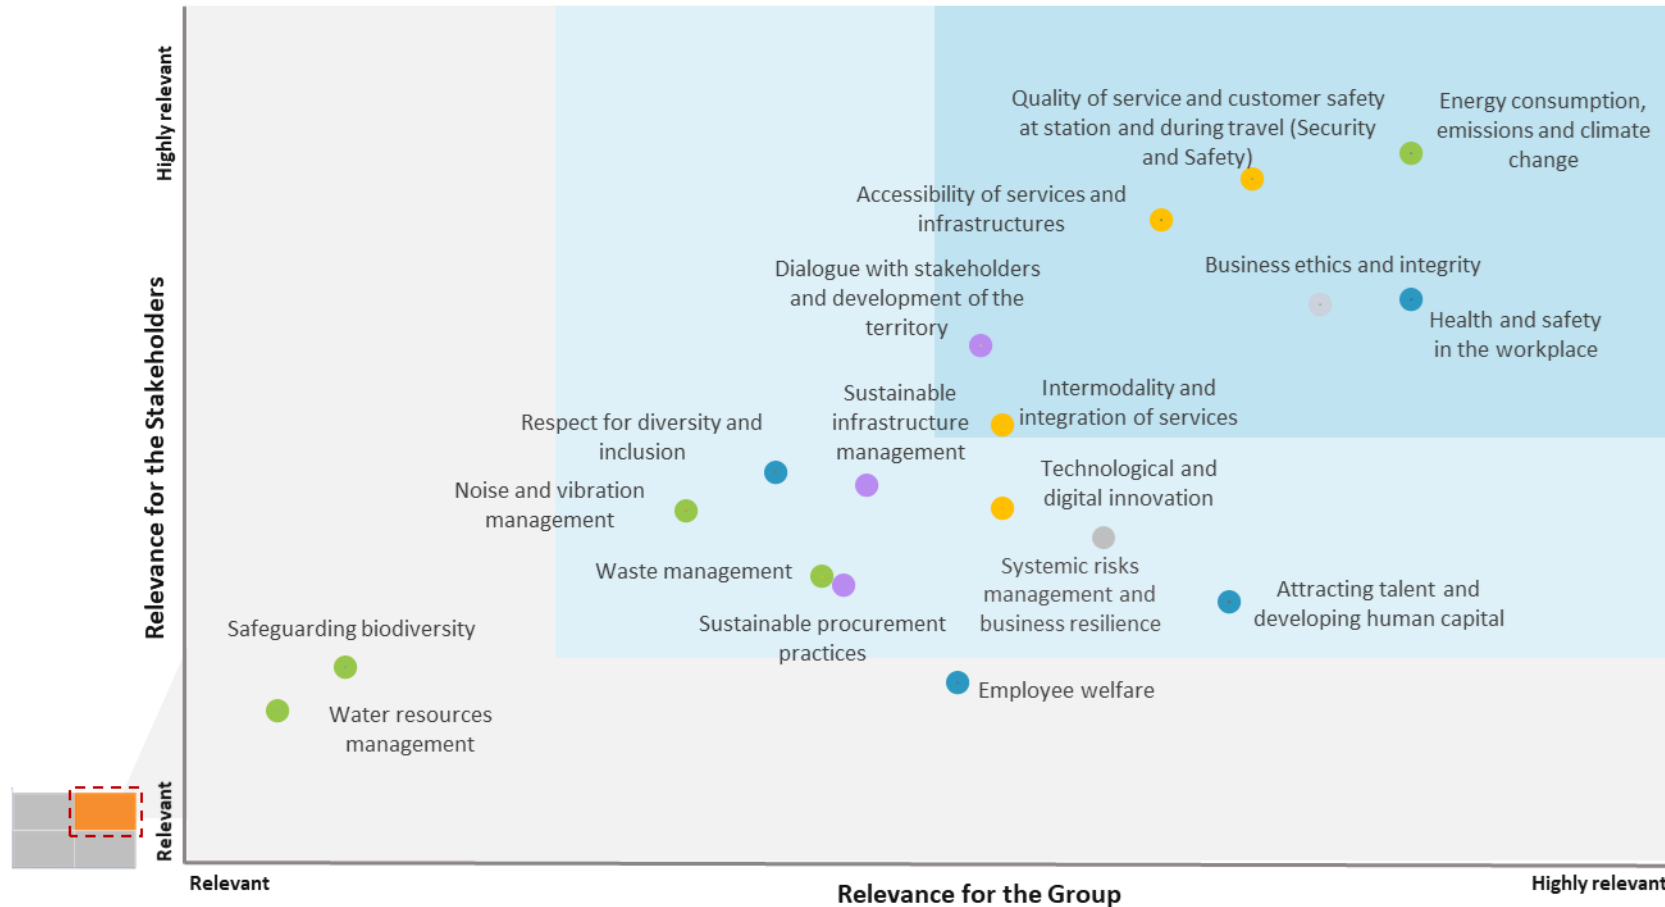 Highly relevant
Relevance for the Stakeholders
Relevant
Quality of service and customer safety
at station and during travel (Security
and Safety)
Energy consumption,
emissions and climate
change
Accessibility of services and
infrastructures
Business ethics and integrity
Dialogue with stakeholders
and development of the
territory
Health and safety
in the workplace
Intermodality and
integration of services
Sustainable
infrastructure
management
Respect for diversity and
inclusion
Technological and
digital innovation
Noise and vibration
management
Waste management
Systemic risks
management and
business resilience
Attracting talent and
developing human capital
Sustainable procurement
practices
Safeguarding biodiversity
Employee welfare
Water resources
management
Relevant
Relevance for the Group
Highly relevant